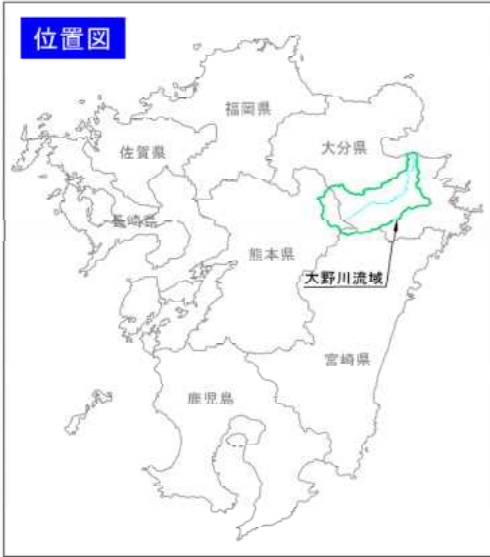 位置図
福岡県
佐賀県
大分県
長崎県
熊本県
大野川流域
宮崎県
鹿児島